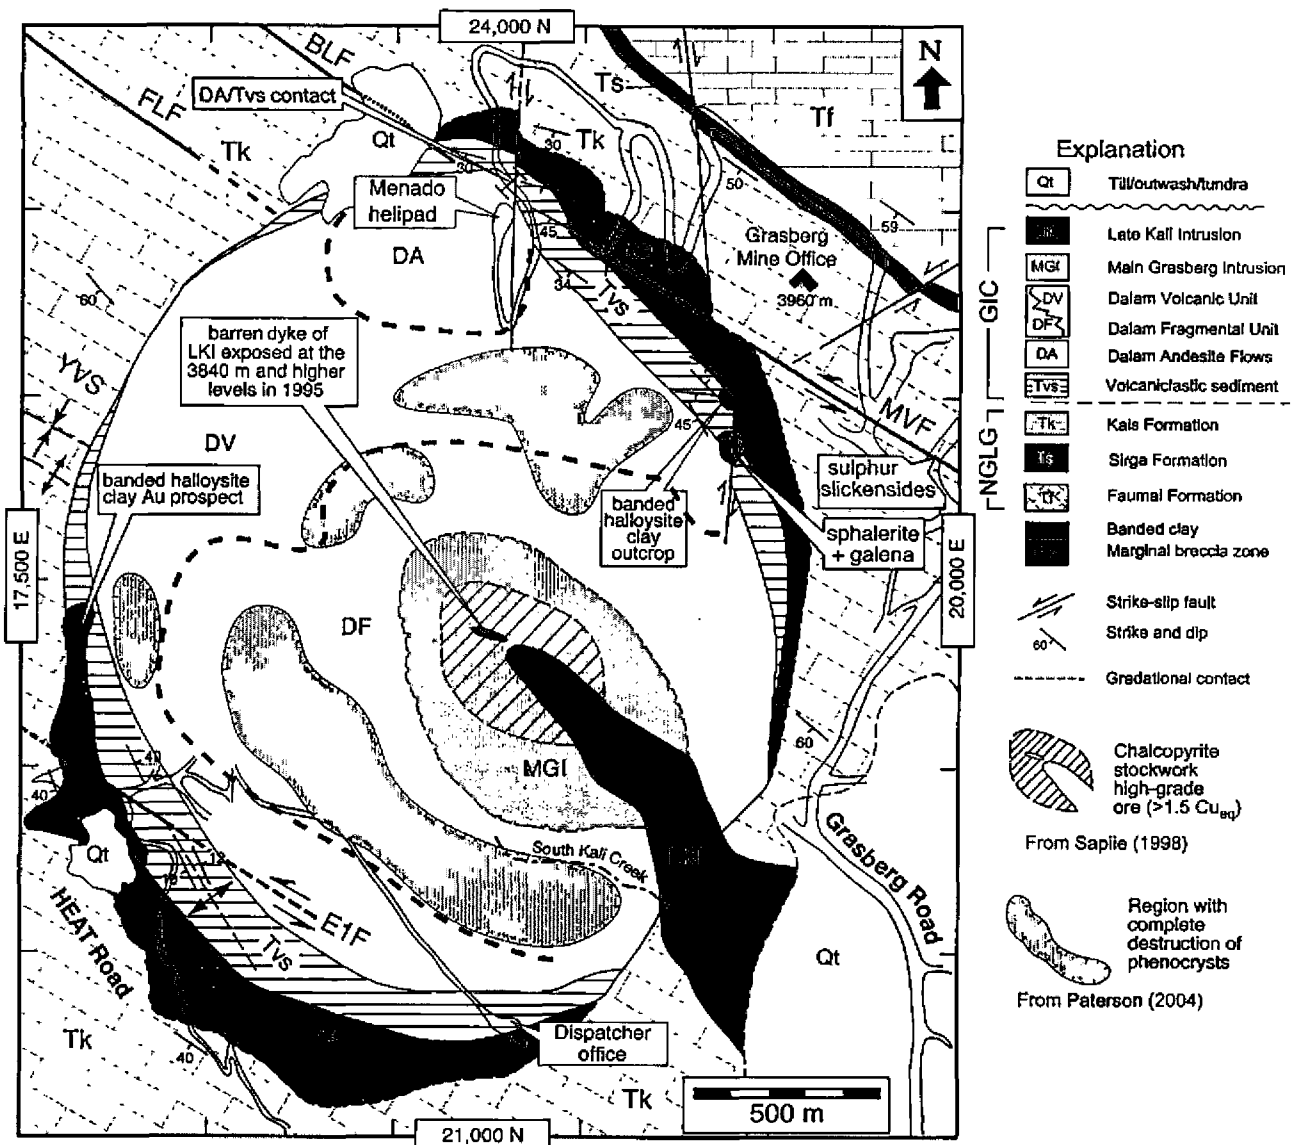 24,000 N
N
BLF
FLF
DA/Tvs contact
Tk
Qt
30
Menado
helipad
Ts
Tk
30
Tf
50
59
45
DA
Grasberg
Mine Office
3960 m
34
Tvs
60
barren dyke of
LKI exposed at the
3840 m and higher
levels in 1995
YVS
DV
45
MVF
banded halloysite
clay Au prospect
banded
halloysite
clay
outcrop
sulphur
slickensides
sphalerite
+ galena
17,500 E
20,000 E
DF
MGI
60
40
Qt
12
South Kali Creek
E1F
Tvs
HEAT Road
Grasberg Road
Qt
Tk
40
Dispatcher
office
Tk
500 m
21,000 N
Explanation
Qt Till/outwash/tundra
Late Kali Intrusion
MGI Main Grasberg Intrusion
DV Dalam Volcanic Unit
DF Dalam Fragmental Unit
DA Dalam Andesite Flows
Tvs Volcaniclastic sediment
GIC
NGLG
Tk Kais Formation
Ts Sirga Formation
Faumai Formation
Banded clay
Marginal breccia zone
Strike-slip fault
60 Strike and dip
Gredational contact
Chalcopyrite
stockwork
high-grade
ore (>1.5 Cueq)
From Sapiie (1998)
Region with
complete
destruction of
phenocrysts
From Paterson (2004)